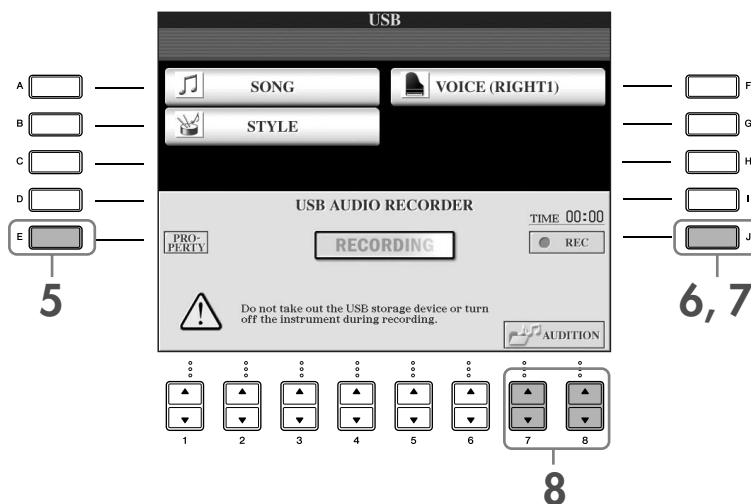 USB
SONG
VOICE (RIGHT1)
STYLE
USB AUDIO RECORDER
TIME 00:00
PRO-
PERTY
RECORDING
REC
Do not take out the USB storage device or turn
off the instrument during recording.
AUDITION
A
B
C
D
E
F
G
H
I
J
5
6, 7
1 2 3 4 5 6 7 8
8